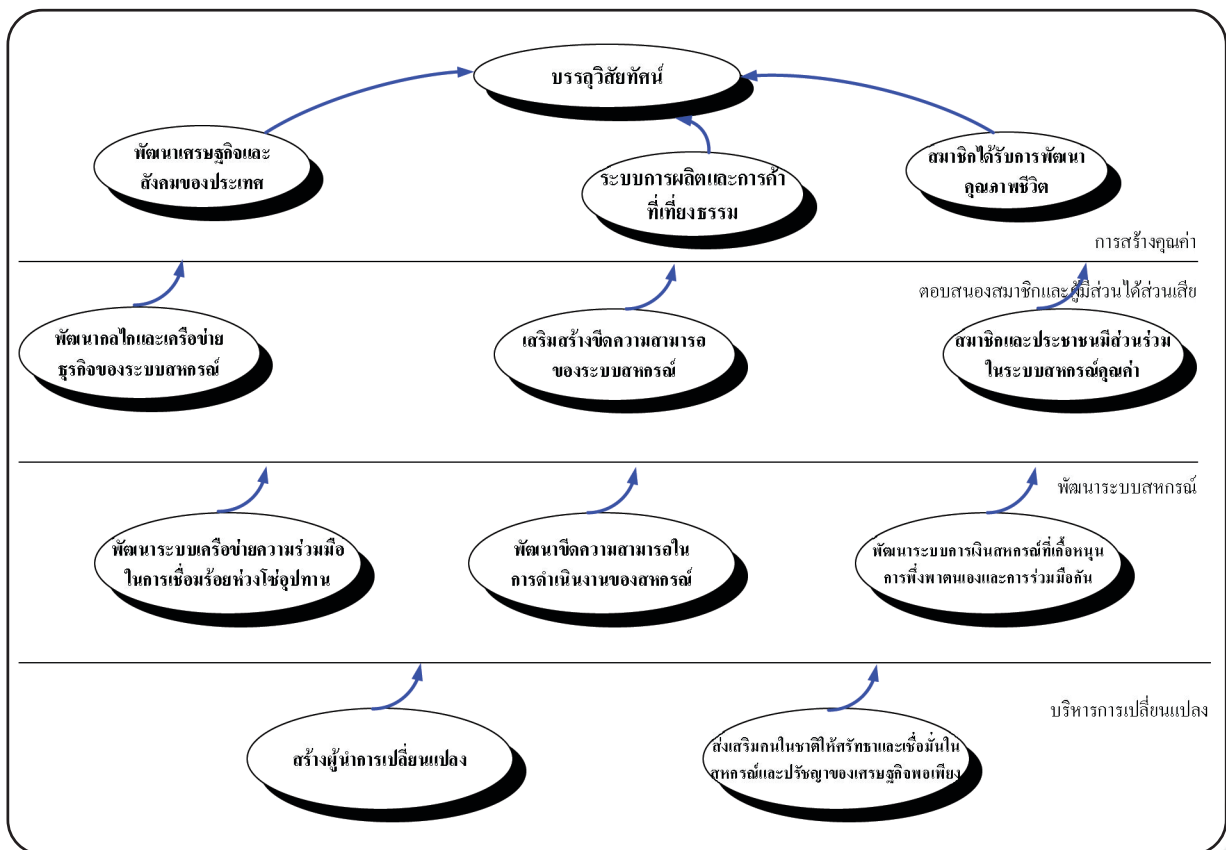 บรรลุวิสัยทัศน์
พัฒนาเศรษฐกิจและ
สังคมของประเทศ
ระบบการผลิตและการค้า
ที่เที่ยงธรรม
สมาชิกได้รับการพัฒนา
คุณภาพชีวิต
การสร้างคุณค่า
ตอบสนองสมาชิกและผู้มีส่วนได้ส่วนเสีย
พัฒนากลไกและเครือข่าย
ธุรกิจของระบบสหกรณ์
เสริมสร้างขีดความสามารถ
ของระบบสหกรณ์
สมาชิกและประชาชนมีส่วนร่วม
ในระบบสหกรณ์คุณค่า
พัฒนาระบบสหกรณ์
พัฒนาระบบเครือข่ายความร่วมมือ
ในการเชื่อมร้อยห่วงโซ่อุปทาน
พัฒนาขีดความสามารถใน
การดำเนินงานของสหกรณ์
พัฒนาระบบการเงินสหกรณ์ที่เกื้อหนุน
การพึ่งพาตนเองและการร่วมมือกัน
บริหารการเปลี่ยนแปลง
สร้างผู้นำการเปลี่ยนแปลง
ส่งเสริมคนในชาติให้ศรัทธาและเชื่อมั่นใน
สหกรณ์และปรัชญาของเศรษฐกิจพอเพียง